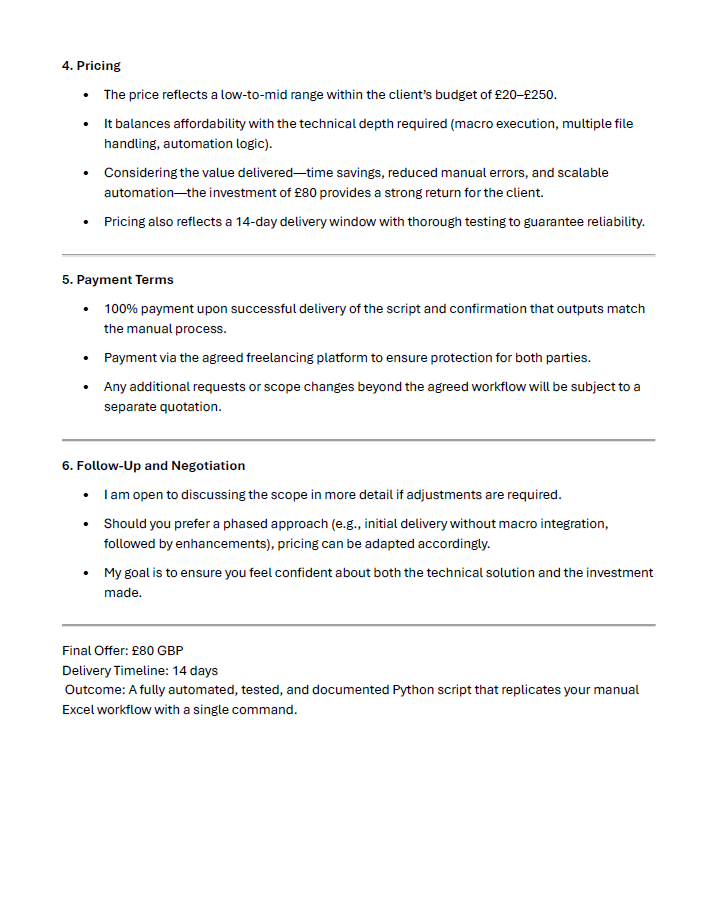 4. Pricing
• The price reflects a low-to-mid range within the client’s budget of £20–£250.
• It balances affordability with the technical depth required (macro execution, multiple file
handling, automation logic).
• Considering the value delivered—time savings, reduced manual errors, and scalable
automation—the investment of £80 provides a strong return for the client.
• Pricing also reflects a 14-day delivery window with thorough testing to guarantee reliability.
5. Payment Terms
• 100% payment upon successful delivery of the script and confirmation that outputs match
the manual process.
• Payment via the agreed freelancing platform to ensure protection for both parties.
• Any additional requests or scope changes beyond the agreed workflow will be subject to a
separate quotation.
6. Follow-Up and Negotiation
• I am open to discussing the scope in more detail if adjustments are required.
• Should you prefer a phased approach (e.g., initial delivery without macro integration,
followed by enhancements), pricing can be adapted accordingly.
• My goal is to ensure you feel confident about both the technical solution and the investment
made.
Final Offer: £80 GBP
Delivery Timeline: 14 days
Outcome: A fully automated, tested, and documented Python script that replicates your manual
Excel workflow with a single command.